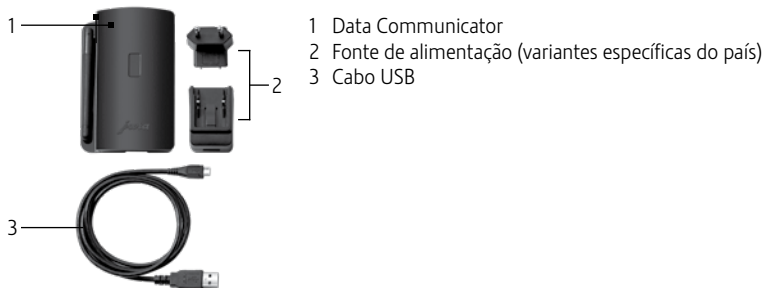 1
2
3
1 Data Communicator
2 Fonte de alimentação (variantes específicas do país)
3 Cabo USB